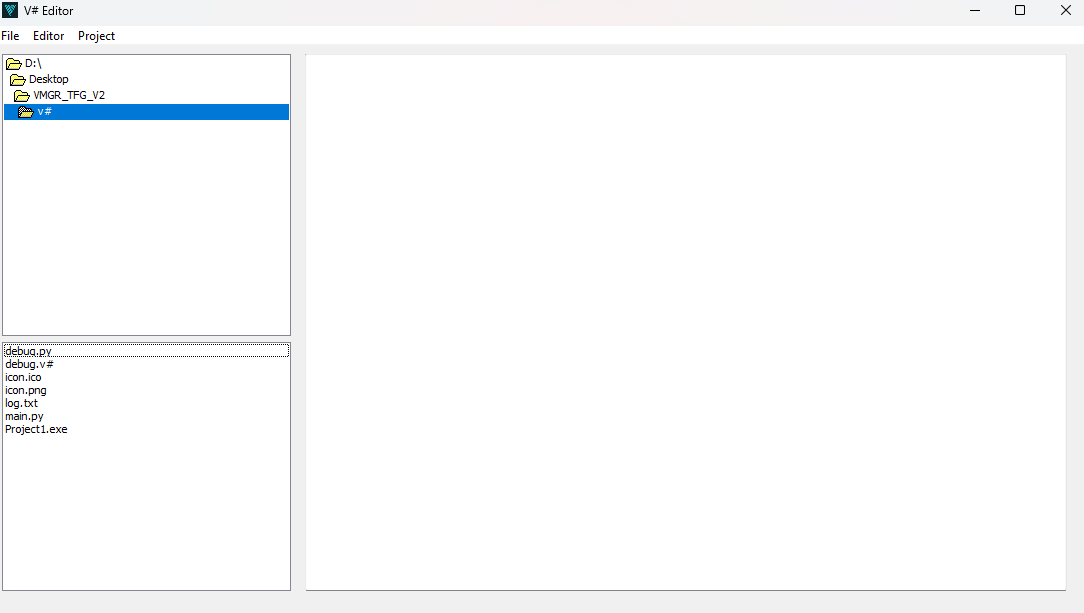 V# Editor
File Editor Project
D:\
Desktop
VMGR_TFG_V2
v#
debug.py
debug.v#
icon.ico
icon.png
log.txt
main.py
Project1.exe